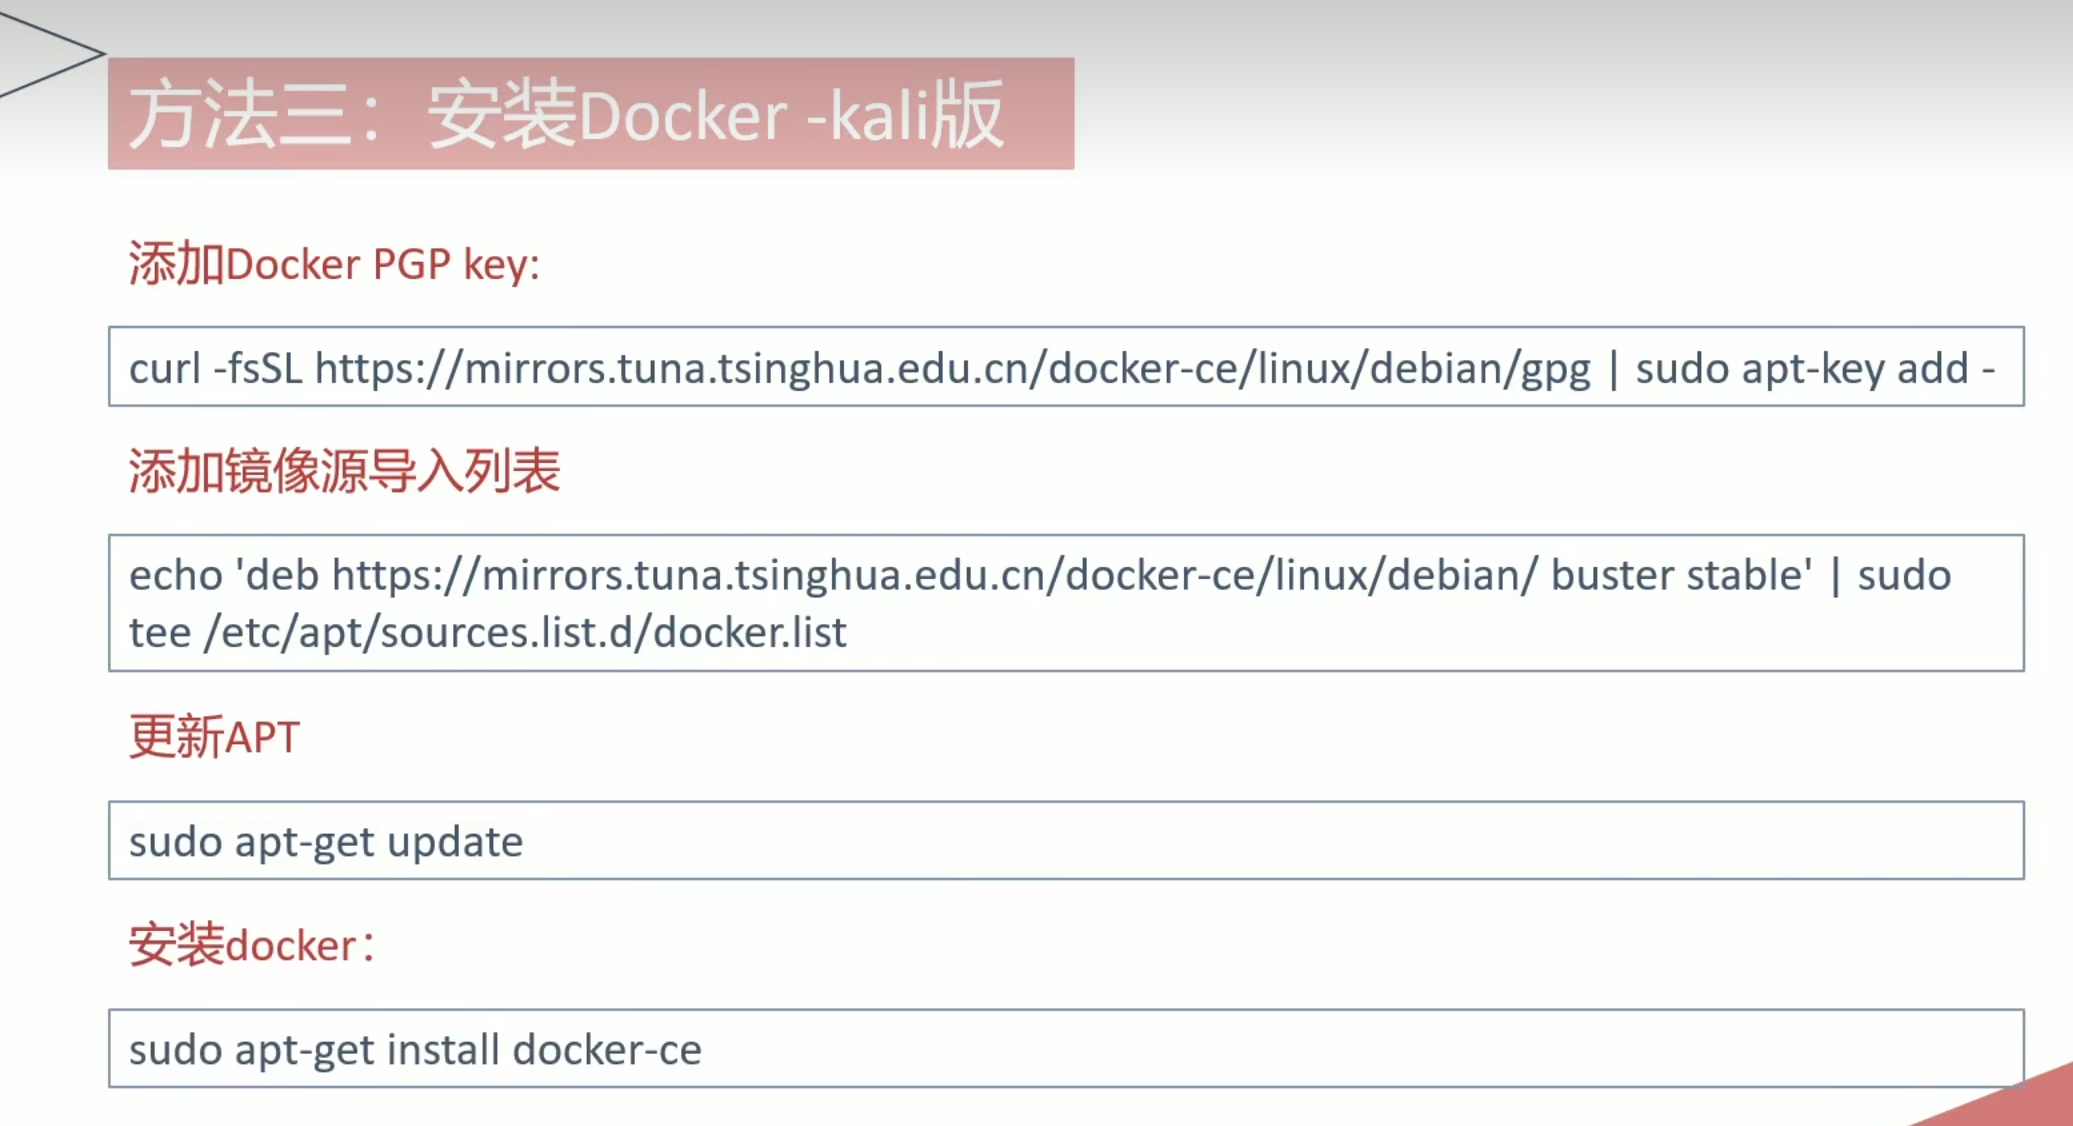 方法三：安装Docker -kali版
添加Docker PGP key:
curl -fsSL https://mirrors.tuna.tsinghua.edu.cn/docker-ce/linux/debian/gpg | sudo apt-key add -
添加镜像源导入列表
echo 'deb https://mirrors.tuna.tsinghua.edu.cn/docker-ce/linux/debian/ buster stable' | sudo
tee /etc/apt/sources.list.d/docker.list
更新APT
sudo apt-get update
安装docker：
sudo apt-get install docker-ce